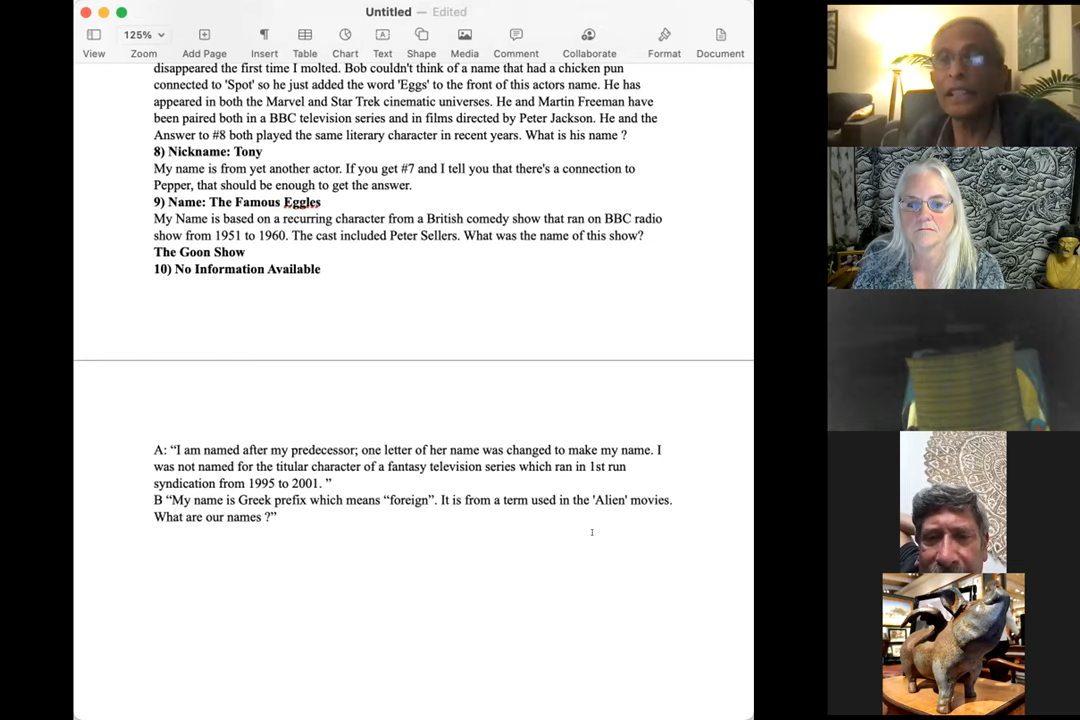 Untitled — Edited
125%
View
Zoom
Add Page
Insert
Table
Chart
Text
Shape
Media
Comment
Collaborate
Format
Document
disappeared the first time I molted. Bob couldn't think of a name that had a chicken pun
connected to 'Spot' so he just added the word 'Eggs' to the front of this actors name. He has
appeared in both the Marvel and Star Trek cinematic universes. He and Martin Freeman have
been paired both in a BBC television series and in films directed by Peter Jackson. He and the
Answer to #8 both played the same literary character in recent years. What is his name ?
8) Nickname: Tony
My name is from yet another actor. If you get #7 and I tell you that there's a connection to
Pepper, that should be enough to get the answer.
9) Name: The Famous Eggles
My Name is based on a recurring character from a British comedy show that ran on BBC radio
show from 1951 to 1960. The cast included Peter Sellers. What was the name of this show?
The Goon Show
10) No Information Available
A: “I am named after my predecessor; one letter of her name was changed to make my name. I
was not named for the titular character of a fantasy television series which ran in 1st run
syndication from 1995 to 2001. ”
B “My name is Greek prefix which means “foreign”. It is from a term used in the 'Alien' movies.
What are our names ?”